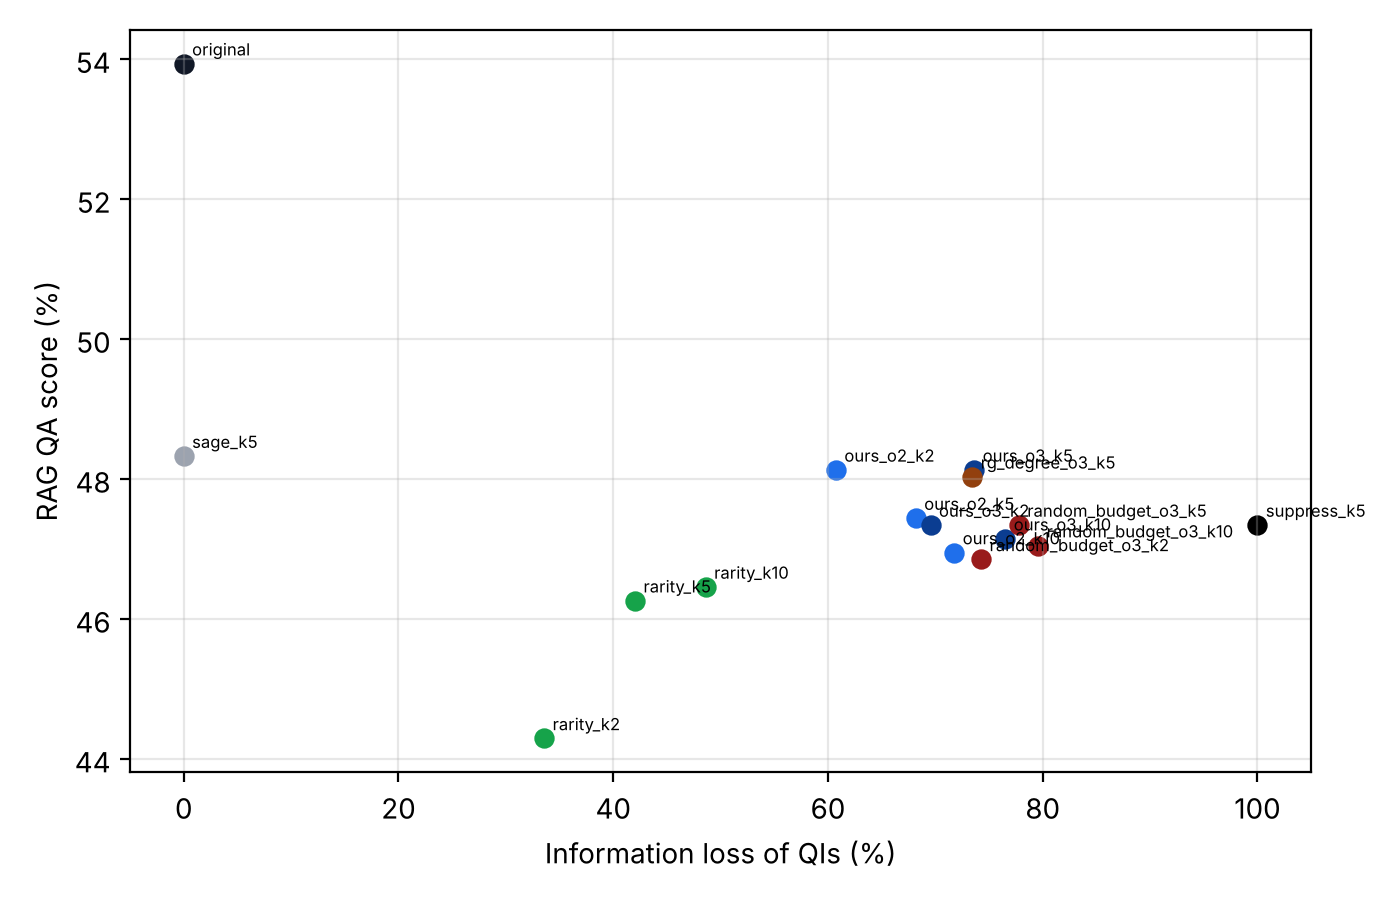 54
original
52
50
RAG QA score (%)
sage_k5
48
ours_o2_k2
ours_o3_k5
rg_degree_o3_k5
ours_o2_k5
ours_o3_k2
random_budget_o3_k5
suppress_k5
ours_o3_k10
random_budget_o3_k10
ours_o2_k10
random_budget_o3_k2
rarity_k10
rarity_k5
46
rarity_k2
44
0 20 40 60 80 100
Information loss of QIs (%)